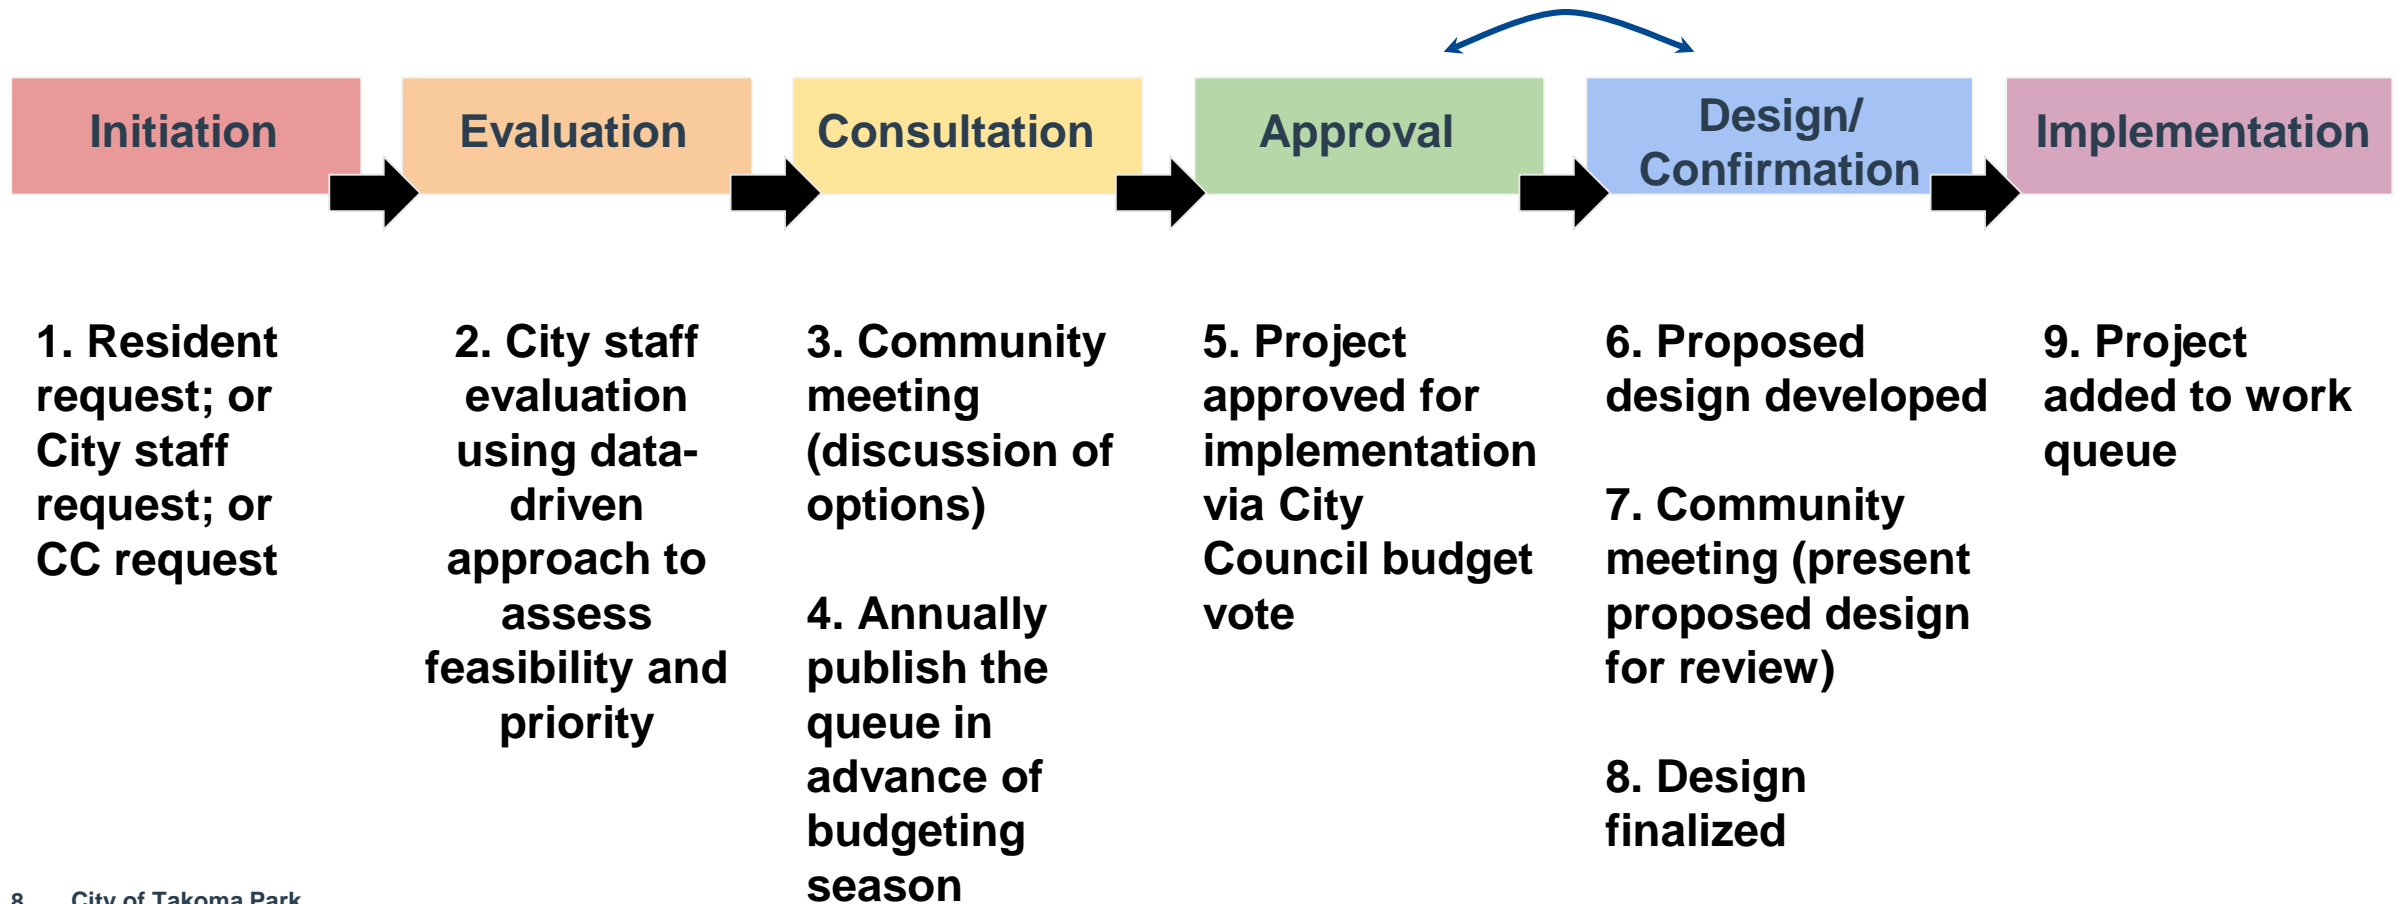 Initiation
Evaluation
Consultation
Approval
Design/
Confirmation
Implementation
1. Resident
request; or
City staff
request; or
CC request
2. City staff
evaluation
using data-
driven
approach to
assess
feasibility and
priority
3. Community
meeting
(discussion of
options)
4. Annually
publish the
queue in
advance of
budgeting
season
5. Project
approved for
implementation
via City
Council budget
vote
6. Proposed
design developed
7. Community
meeting (present
proposed design
for review)
8. Design
finalized
9. Project
added to work
queue
8 City of Takoma Park